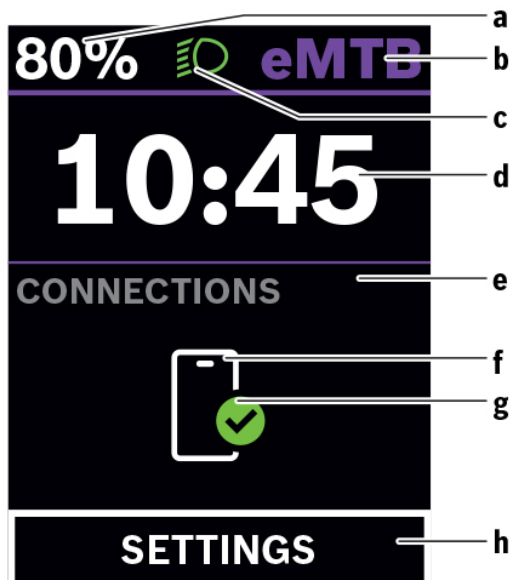 80% eMTB a
b
c
10:45 d
CONNECTIONS e
f
g
SETTINGS h